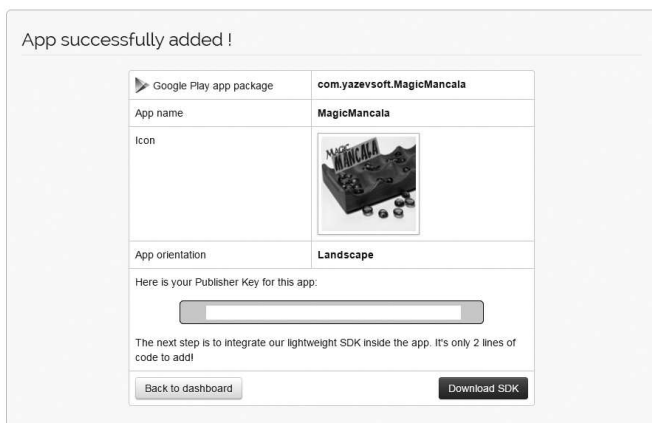 App successfully added !
Google Play app package
com.yazevsoft.MagicMancala
App name
MagicMancala
Icon
MAGIC
MANCALA
App orientation
Landscape
Here is your Publisher Key for this app:
The next step is to integrate our lightweight SDK inside the app. It's only 2 lines of
code to add!
Back to dashboard
Download SDK